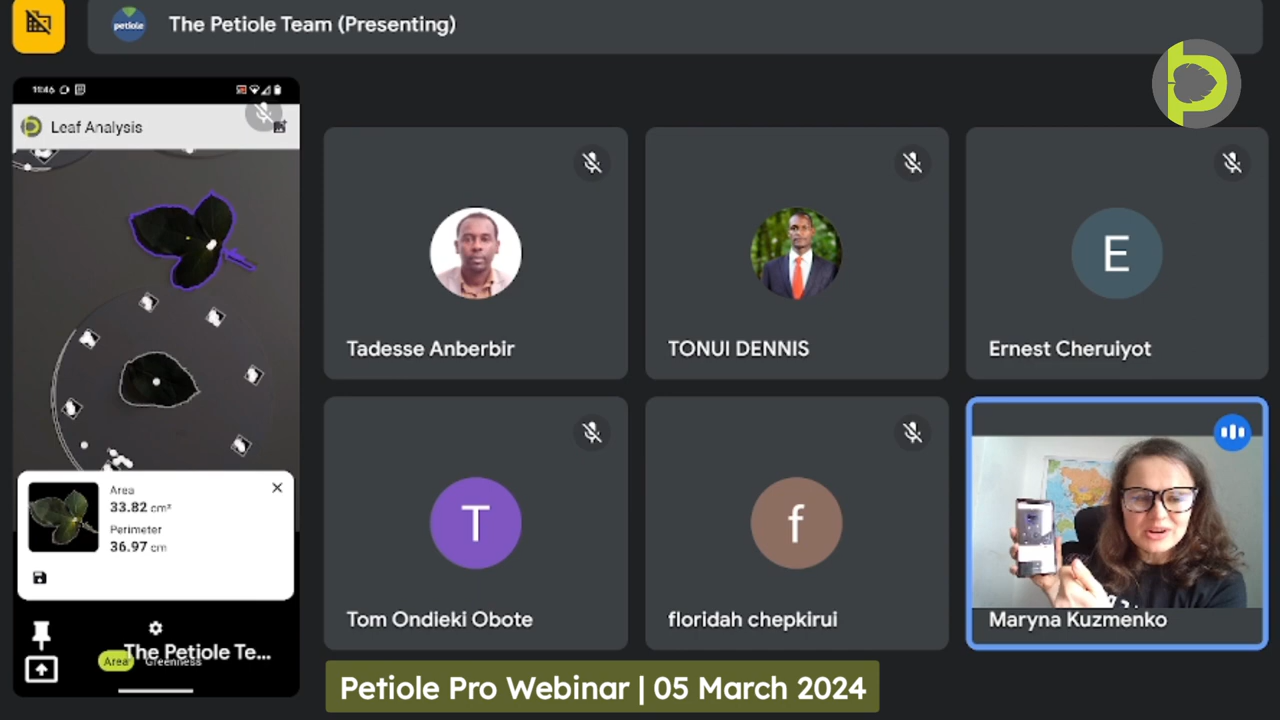 petiole
The Petiole Team (Presenting)
11:46
Leaf Analysis
Area
33.82 cm²
Perimeter
36.97 cm
The Petiole Te...
Area
Greenness
Tadesse Anberbir
TONUI DENNIS
E
Ernest Cheruiyot
T
Tom Ondieki Obote
f
floridah chepkirui
Maryna Kuzmenko
Petiole Pro Webinar | 05 March 2024